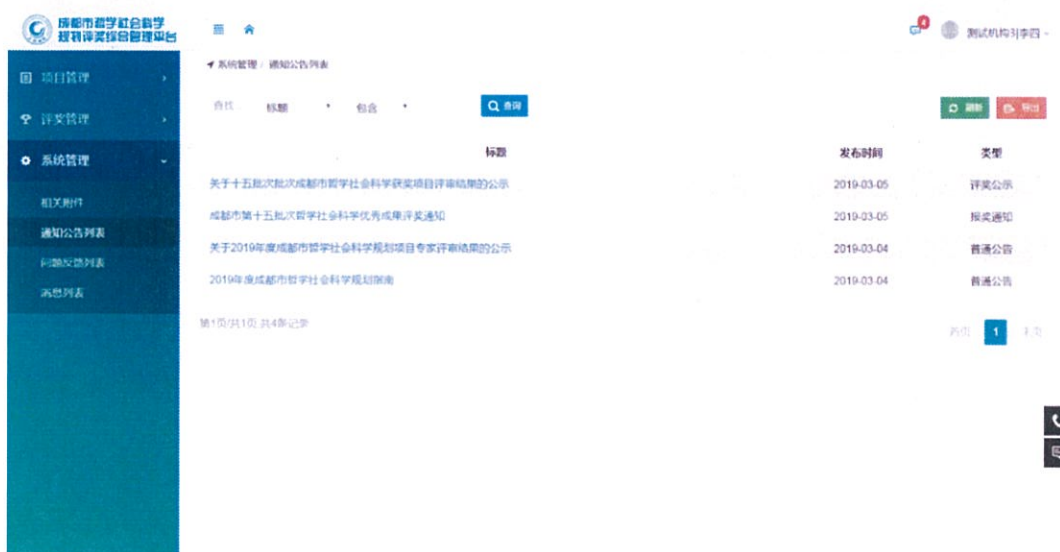 成都市哲学社会科学
规划评奖综合管理平台
4
测试机构3|李四
项目管理
系统管理 / 通知公告列表
评奖管理
查找
标题
包含
查询
刷新
导出
系统管理
标题
发布时间
类型
相关附件
关于十五批次批次成都市哲学社会科学获奖项目评审结果的公示
2019-03-05
评奖公示
通知公告列表
成都市第十五批次哲学社会科学优秀成果评奖通知
2019-03-05
报奖通知
问题反馈列表
关于2019年度成都市哲学社会科学规划项目专家评审结果的公示
2019-03-04
普通公告
消息列表
2019年度成都市哲学社会科学规划指南
2019-03-04
普通公告
第1页/共1页,共4条记录
首页
1
末页